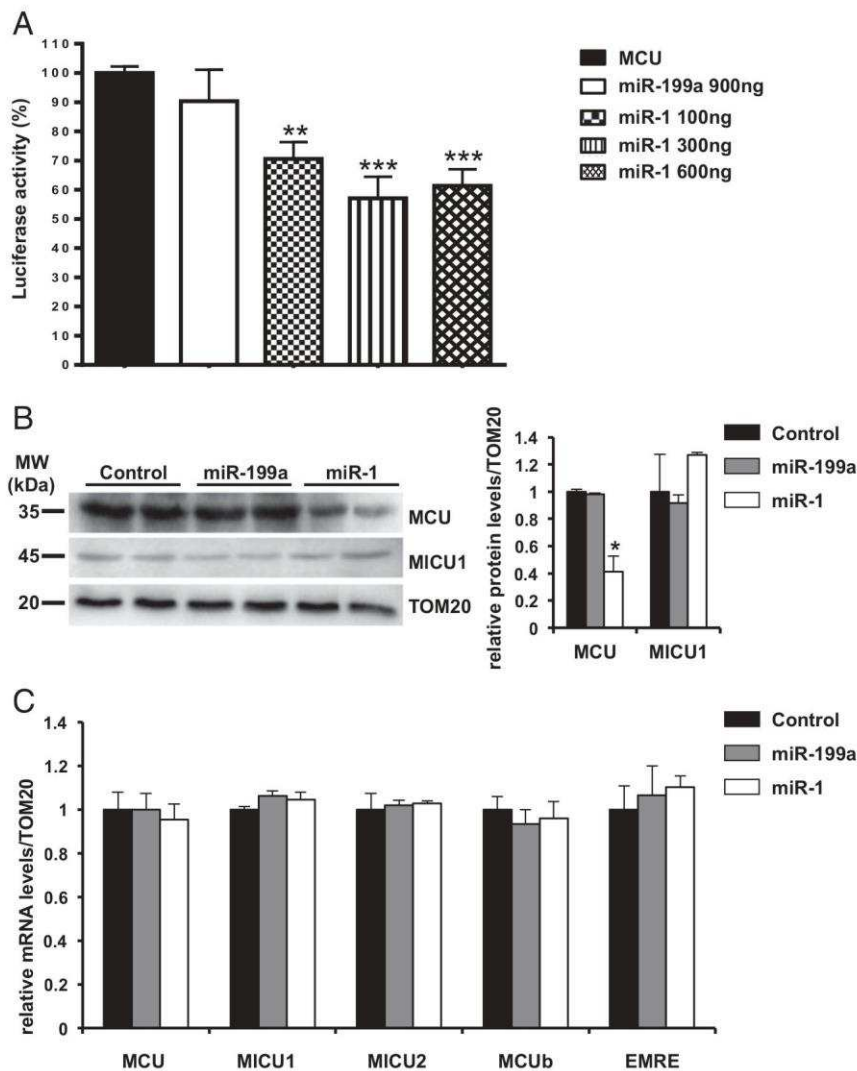 A
Luciferase activity (%)
110
100
90
80
70
60
50
40
30
20
10
0
**
***
***
MCU
miR-199a 900ng
miR-1 100ng
miR-1 300ng
miR-1 600ng
B
MW
(kDa)
Control miR-199a miR-1
35 MCU
45 MICU1
20 TOM20
relative protein levels/TOM20
1.4
1.2
1
0.8
0.6
0.4
0.2
0
*
MCU MICU1
Control
miR-199a
miR-1
C
relative mRNA levels/TOM20
1.4
1.2
1
0.8
0.6
0.4
0.2
0
MCU MICU1 MICU2 MCUb EMRE
Control
miR-199a
miR-1